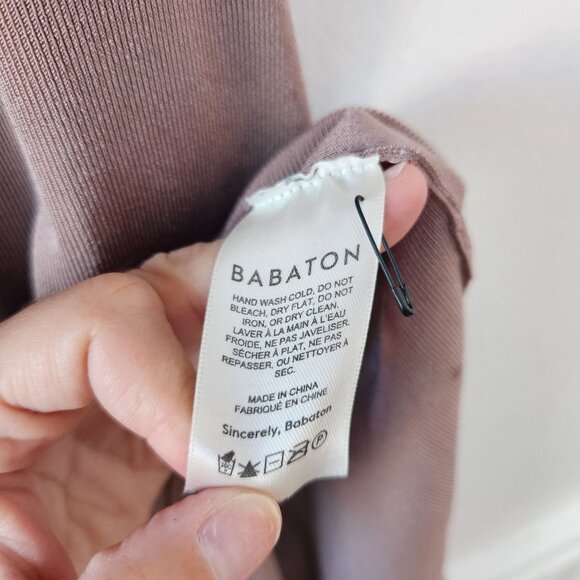 BABATON
HAND WASH COLD, DO NOT
BLEACH, DRY FLAT, DO NOT
IRON, OR DRY CLEAN.
LAVER À LA MAIN À L'EAU
FROIDE, NE PAS JAVELISER,
SÉCHER À PLAT, NE PAS
REPASSER, OU NETTOYER À
SEC.
MADE IN CHINA
FABRIQUÉ EN CHINE
Sincerely, Babaton
P